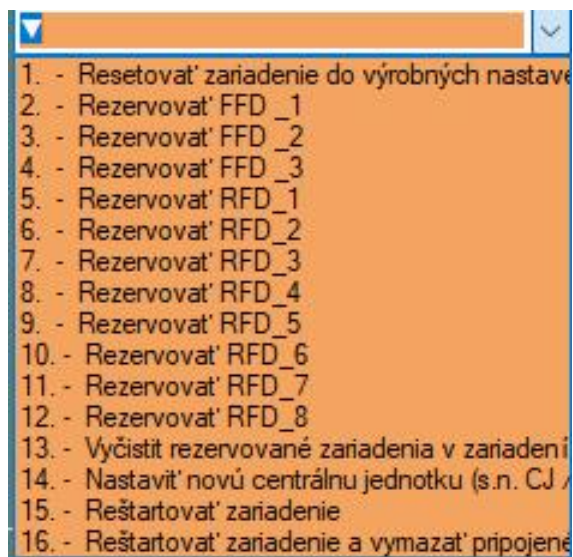 1. - Resetovať zariadenie do výrobných nastave
2. - Rezervovať FFD _1
3. - Rezervovať FFD _2
4. - Rezervovať FFD _3
5. - Rezervovať RFD_1
6. - Rezervovať RFD_2
7. - Rezervovať RFD_3
8. - Rezervovať RFD_4
9. - Rezervovať RFD_5
10. - Rezervovať RFD_6
11. - Rezervovať RFD_7
12. - Rezervovať RFD_8
13. - Vyčistit rezervované zariadenia v zariadení
14. - Nastaviť novú centrálnu jednotku (s.n. CJ /
15. - Reštartovať zariadenie
16. - Reštartovať zariadenie a vymazať pripojené